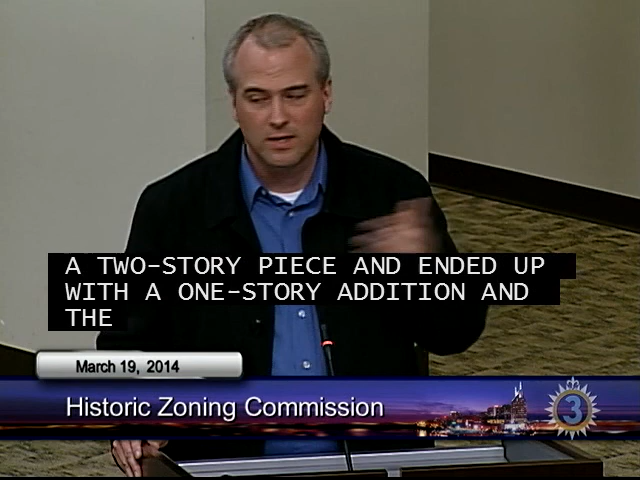 A TWO-STORY PIECE AND ENDED UP
WITH A ONE-STORY ADDITION AND
THE
March 19, 2014
Historic Zoning Commission
3